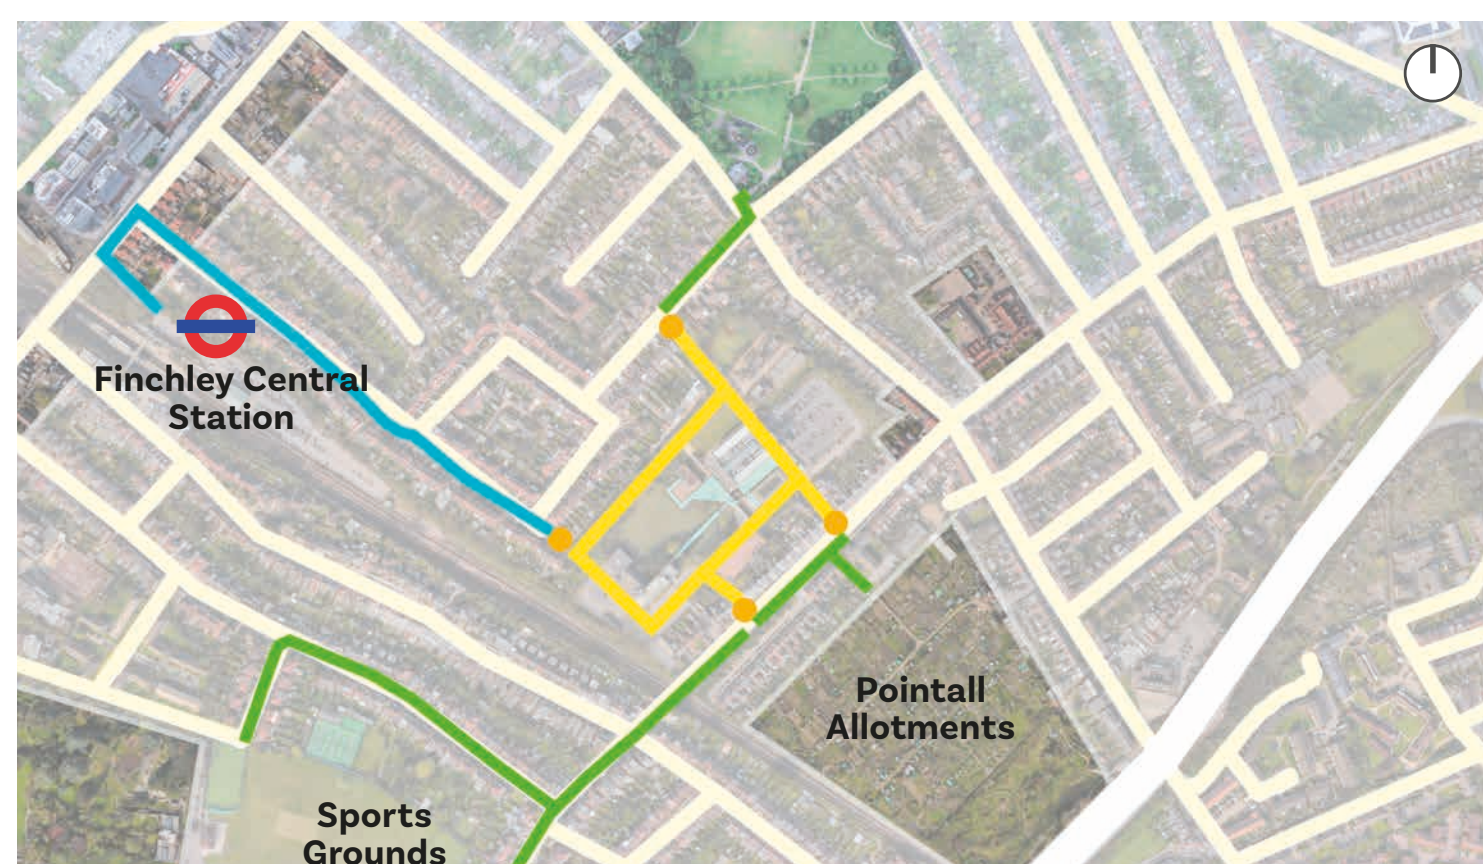 Finchley Central
Station
Pointall
Allotments
Sports
Grounds